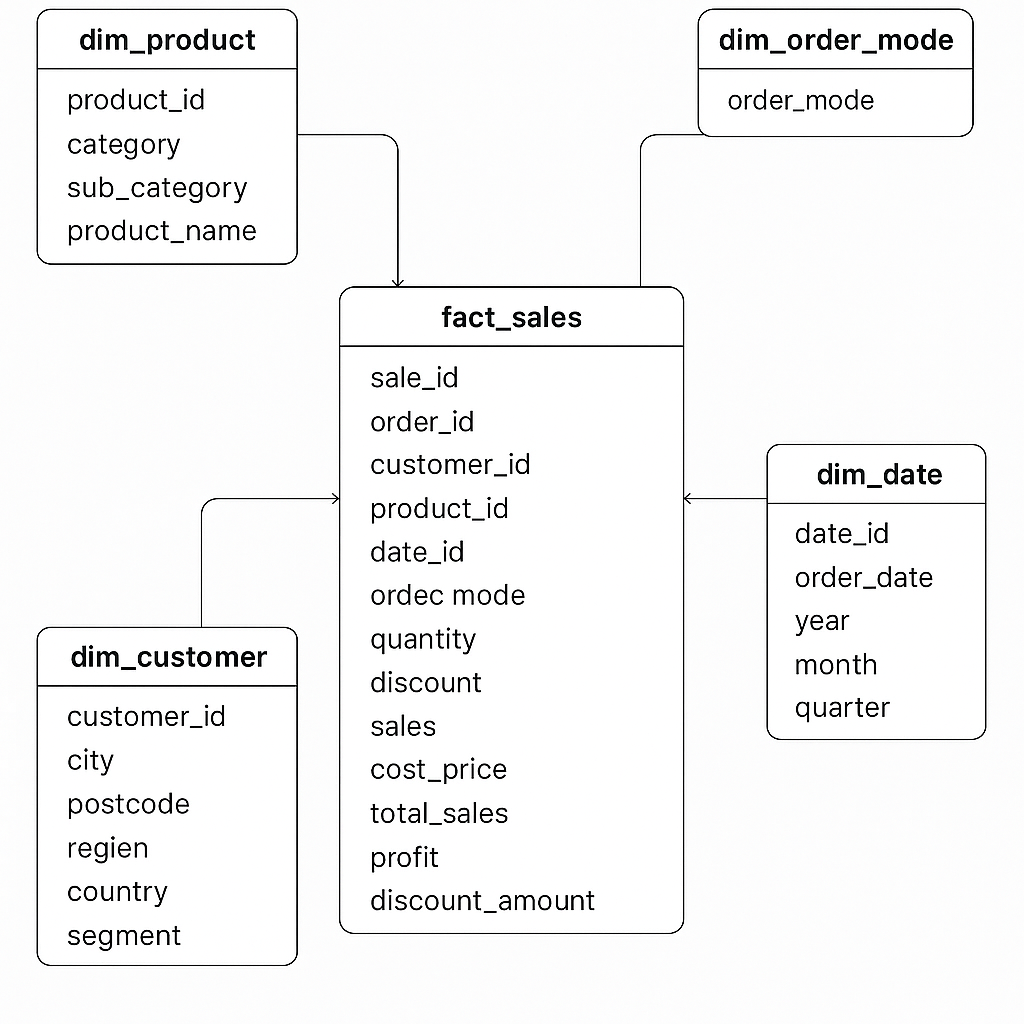 dim_product
product_id
category
sub_category
product_name
dim_order_mode
order_mode
fact_sales
sale_id
order_id
customer_id
product_id
date_id
ordec mode
quantity
discount
sales
cost_price
total_sales
profit
discount_amount
dim_date
date_id
order_date
year
month
quarter
dim_customer
customer_id
city
postcode
regien
country
segment